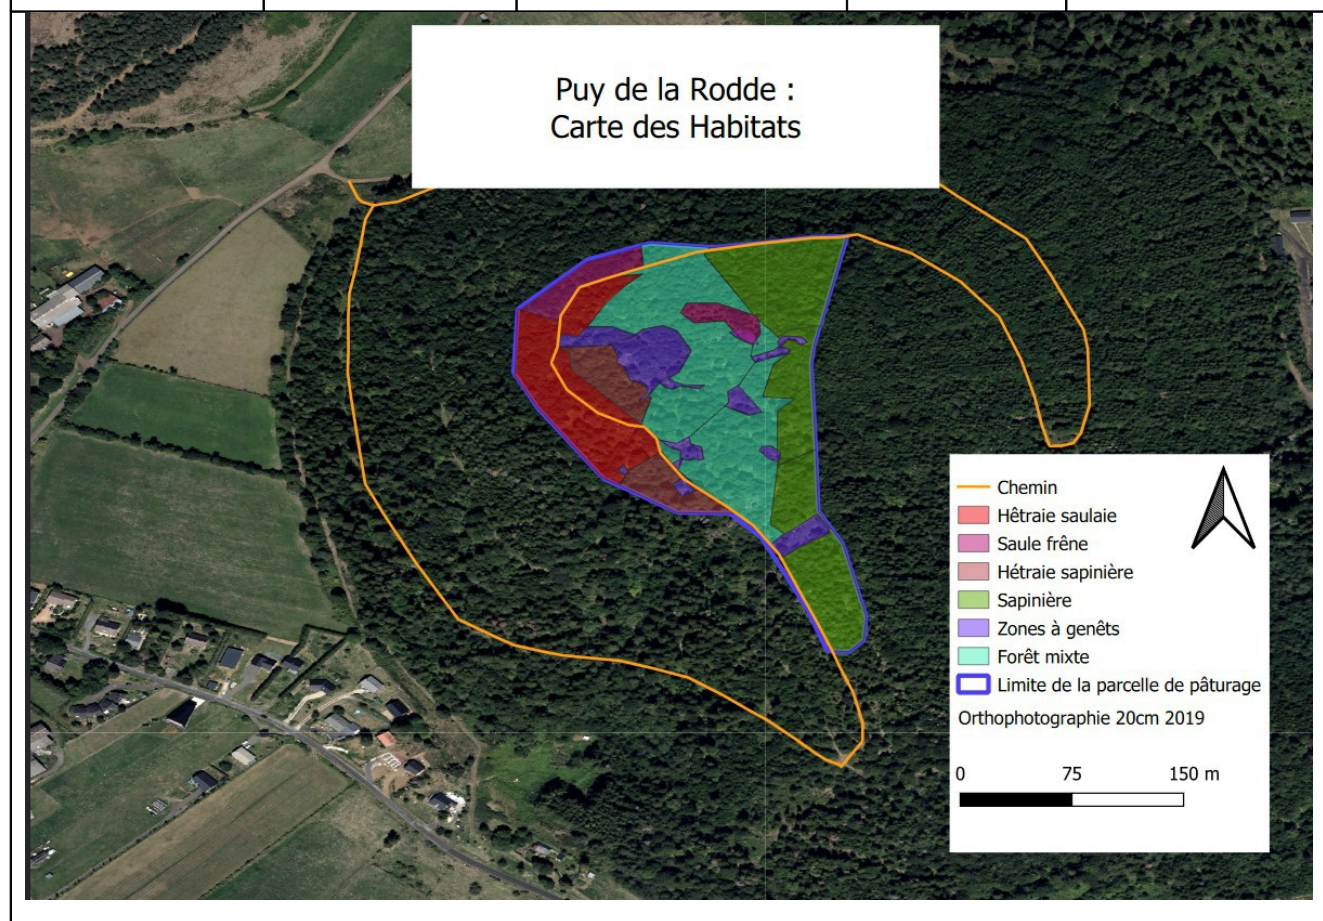 Puy de la Rodde :
Carte des Habitats
Chemin
Hêtraie saulaie
Saule frêne
Hétraie sapinière
Sapinière
Zones à genêts
Forêt mixte
Limite de la parcelle de pâturage
Orthophotographie 20cm 2019
0 75 150 m